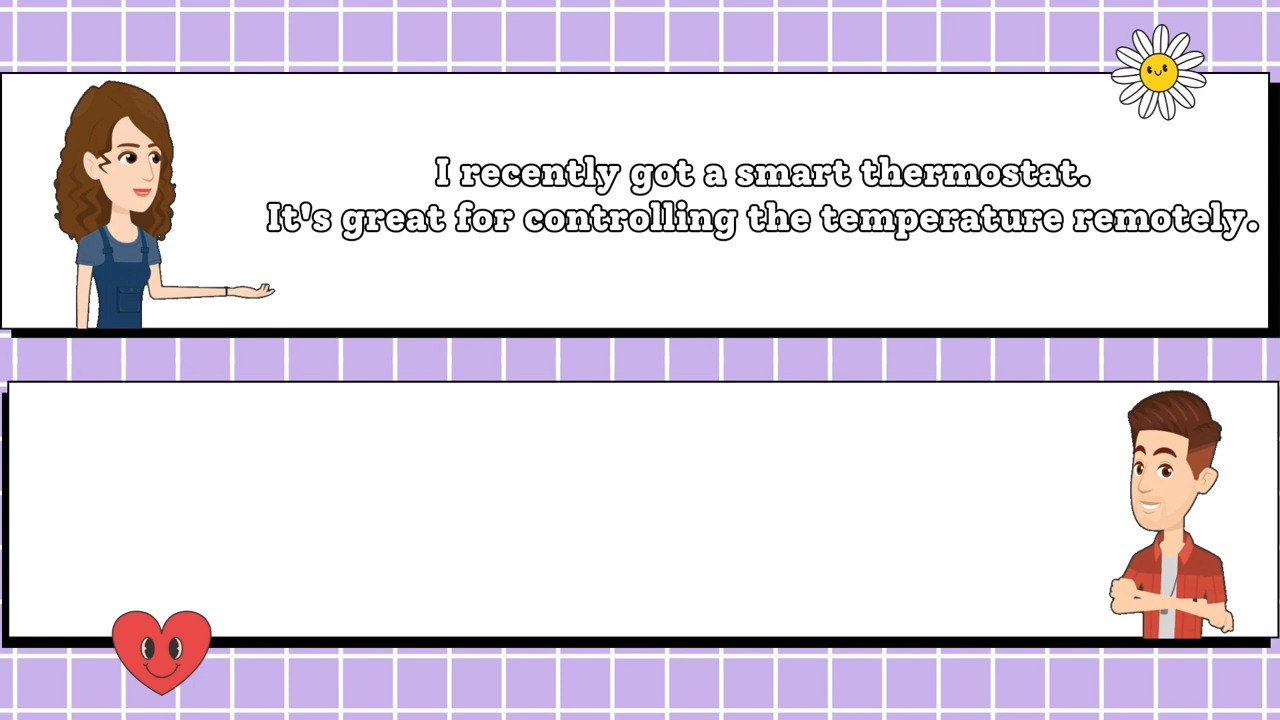 I recently got a smart thermostat.
It's great for controlling the temperature remotely.